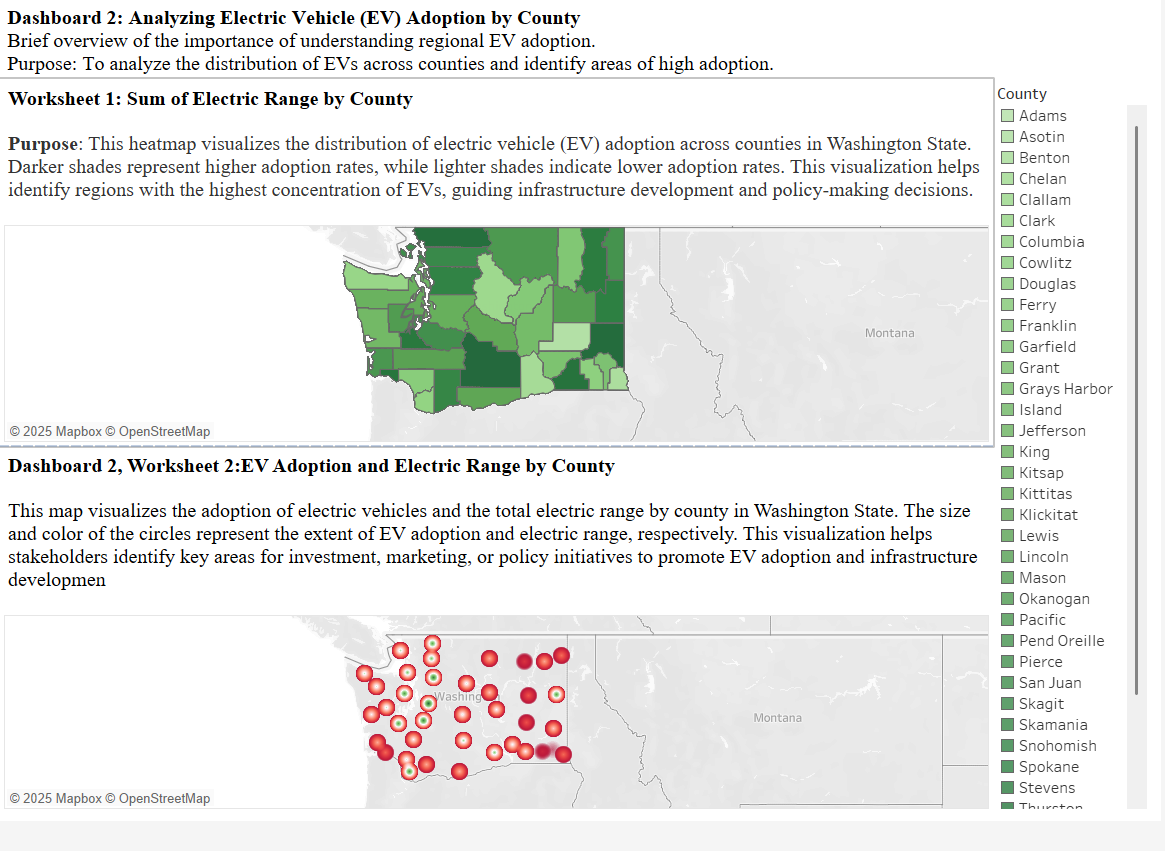 Dashboard 2: Analyzing Electric Vehicle (EV) Adoption by County
Brief overview of the importance of understanding regional EV adoption.
Purpose: To analyze the distribution of EVs across counties and identify areas of high adoption.
Worksheet 1: Sum of Electric Range by County
Purpose: This heatmap visualizes the distribution of electric vehicle (EV) adoption across counties in Washington State.
Darker shades represent higher adoption rates, while lighter shades indicate lower adoption rates. This visualization helps
identify regions with the highest concentration of EVs, guiding infrastructure development and policy-making decisions.
Montana
© 2025 Mapbox © OpenStreetMap
Dashboard 2, Worksheet 2:EV Adoption and Electric Range by County
This map visualizes the adoption of electric vehicles and the total electric range by county in Washington State. The size
and color of the circles represent the extent of EV adoption and electric range, respectively. This visualization helps
stakeholders identify key areas for investment, marketing, or policy initiatives to promote EV adoption and infrastructure
developmen
Washing
Montana
© 2025 Mapbox © OpenStreetMap
County
Adams
Asotin
Benton
Chelan
Clallam
Clark
Columbia
Cowlitz
Douglas
Ferry
Franklin
Garfield
Grant
Grays Harbor
Island
Jefferson
King
Kitsap
Kittitas
Klickitat
Lewis
Lincoln
Mason
Okanogan
Pacific
Pend Oreille
Pierce
San Juan
Skagit
Skamania
Snohomish
Spokane
Stevens
Thurston